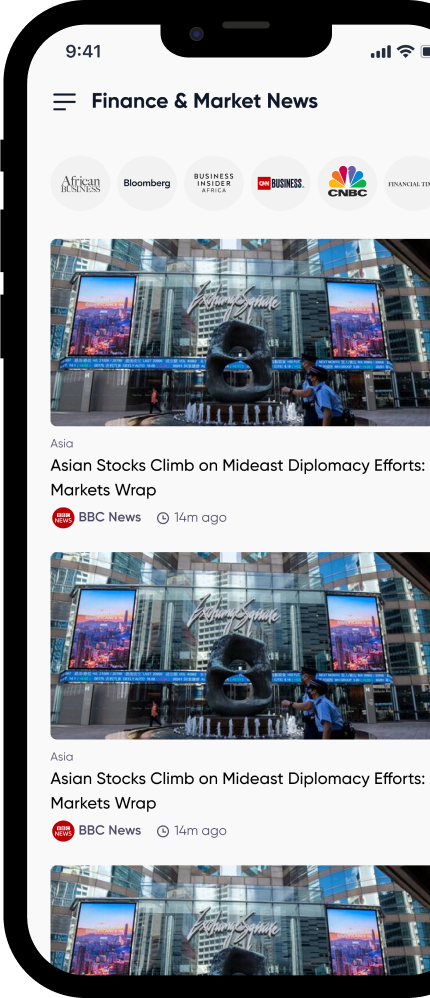 9:41
Finance & Market News
African
BUSINESS
Bloomberg
BUSINESS
INSIDER
AFRICA
CNN BUSINESS
CNBC
FINANCIAL
Exchange Square
Asia
Asian Stocks Climb on Mideast Diplomacy Efforts:
Markets Wrap
BBC NEWS BBC News 14m ago
Exchange Square
Asia
Asian Stocks Climb on Mideast Diplomacy Efforts:
Markets Wrap
BBC NEWS BBC News 14m ago
Exchange Square